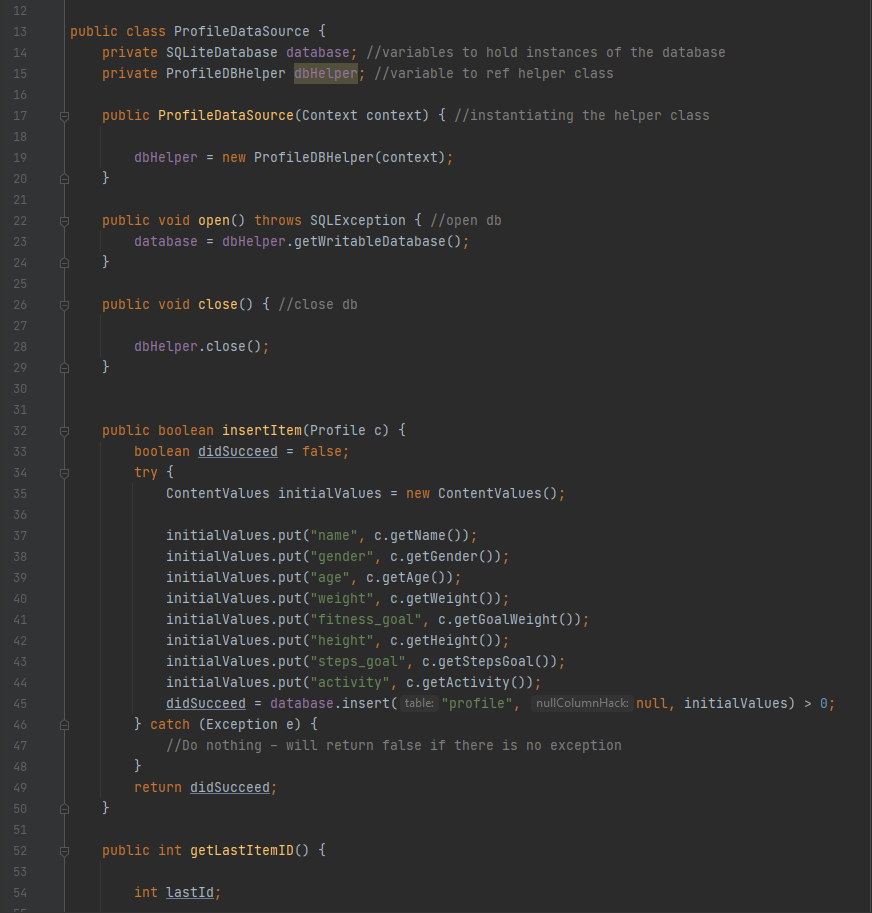 12
13 public class ProfileDataSource {
14 private SQLiteDatabase database; //variables to hold instances of the database
15 private ProfileDBHelper dbHelper; //variable to ref helper class
16
17 public ProfileDataSource(Context context) { //instantiating the helper class
18
19 dbHelper = new ProfileDBHelper(context);
20 }
21
22 public void open() throws SQLException { //open db
23 database = dbHelper.getWritableDatabase();
24 }
25
26 public void close() { //close db
27
28 dbHelper.close();
29 }
30
31
32 public boolean insertItem(Profile c) {
33 boolean didSucceed = false;
34 try {
35 ContentValues initialValues = new ContentValues();
36
37 initialValues.put("name", c.getName());
38 initialValues.put("gender", c.getGender());
39 initialValues.put("age", c.getAge());
40 initialValues.put("weight", c.getWeight());
41 initialValues.put("fitness_goal", c.getGoalWeight());
42 initialValues.put("height", c.getHeight());
43 initialValues.put("steps_goal", c.getStepsGoal());
44 initialValues.put("activity", c.getActivity());
45 didSucceed = database.insert( table: "profile", nullColumnHack: null, initialValues) > 0;
46 } catch (Exception e) {
47 //Do nothing - will return false if there is no exception
48 }
49 return didSucceed;
50 }
51
52 public int getLastItemID() {
53
54 int lastId;